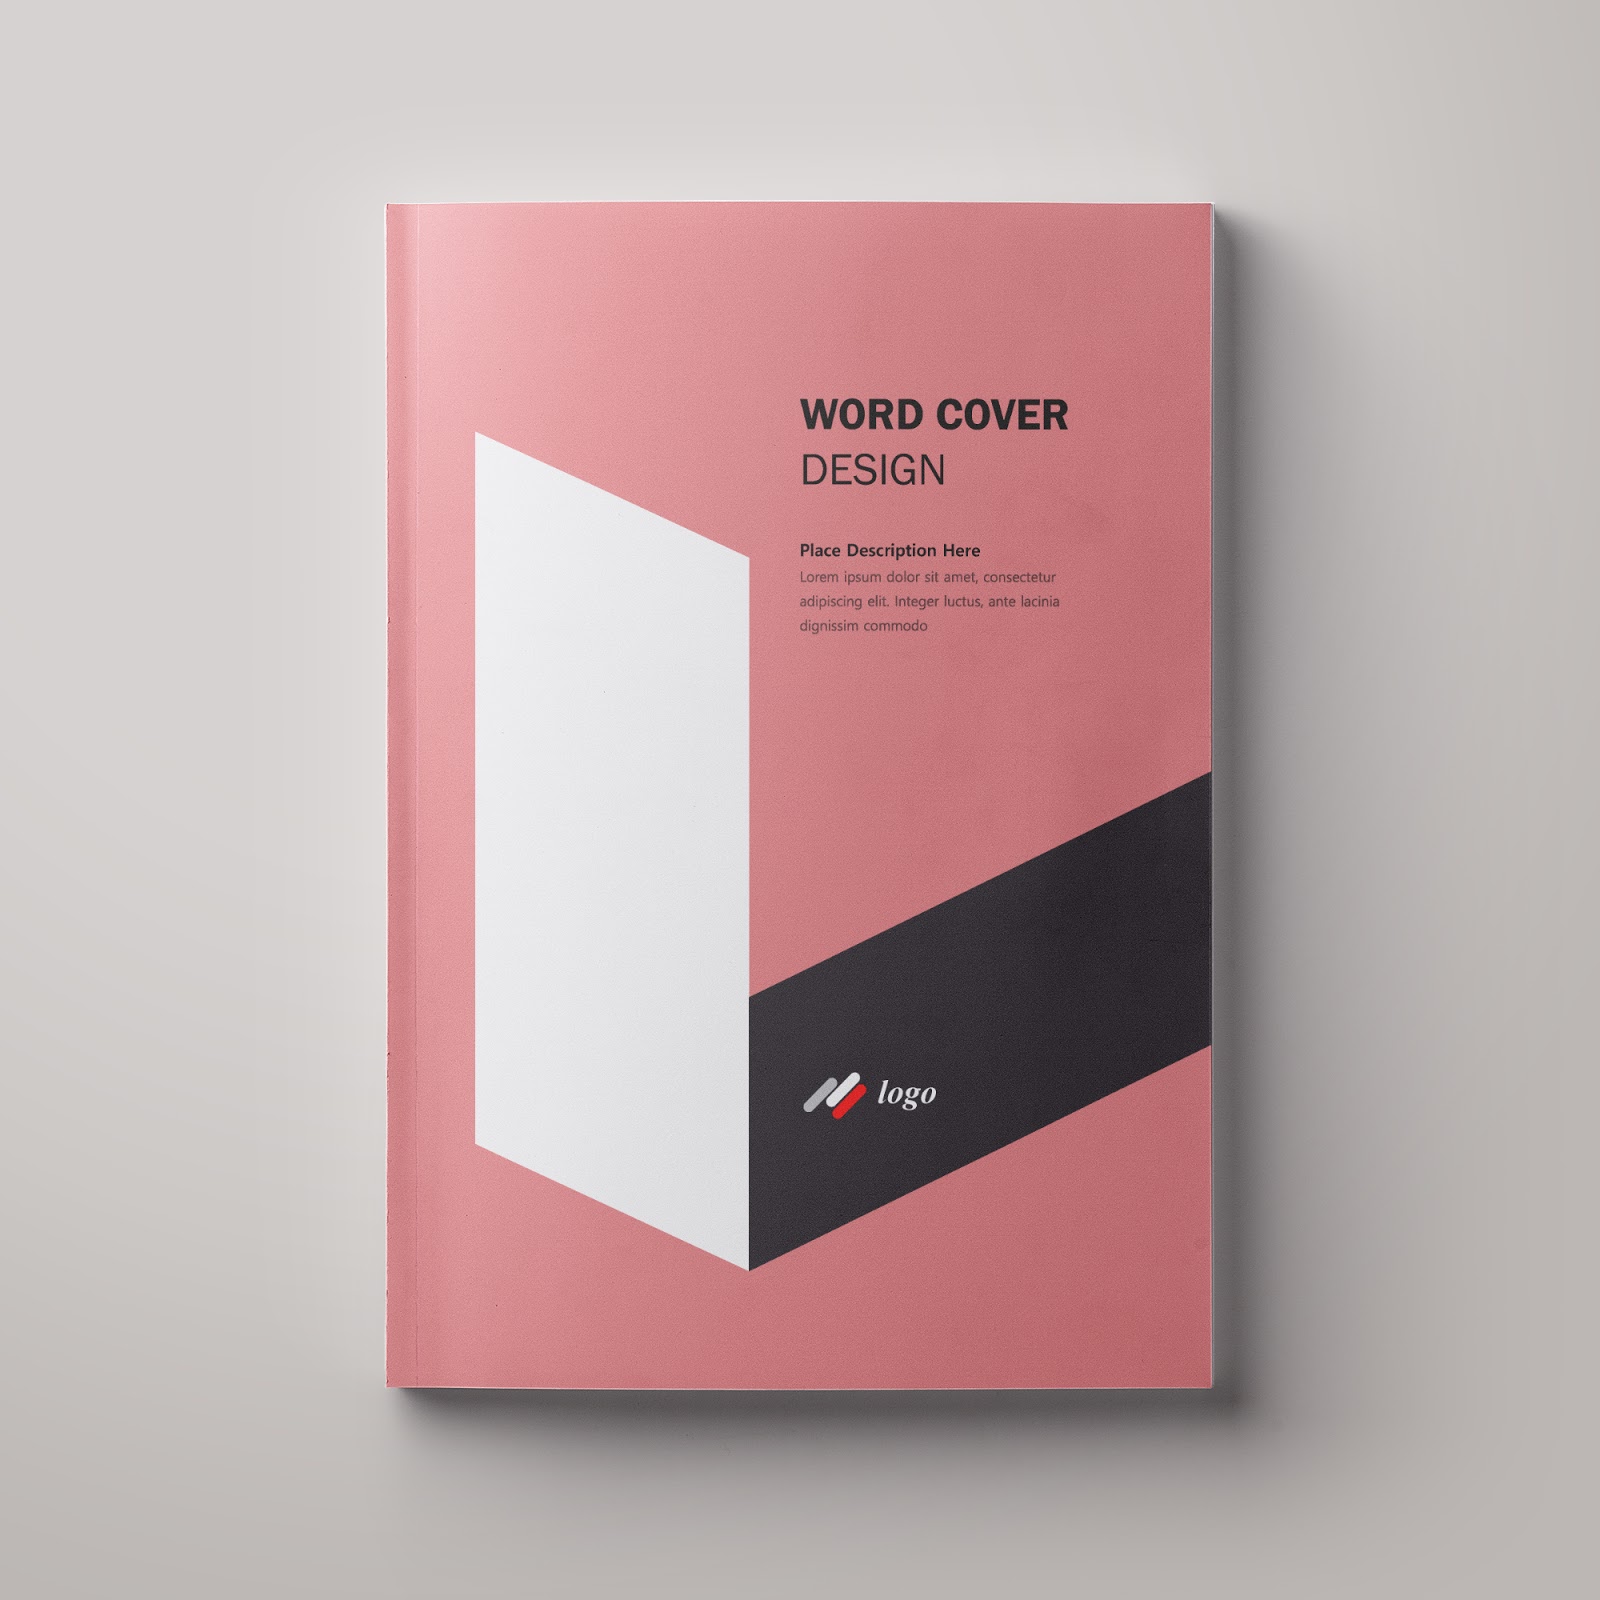 WORD COVER
DESIGN
Place Description Here
Lorem ipsum dolor sit amet, consectetur
adipiscing elit. Integer luctus, ante lacinia
dignissim commodo
logo